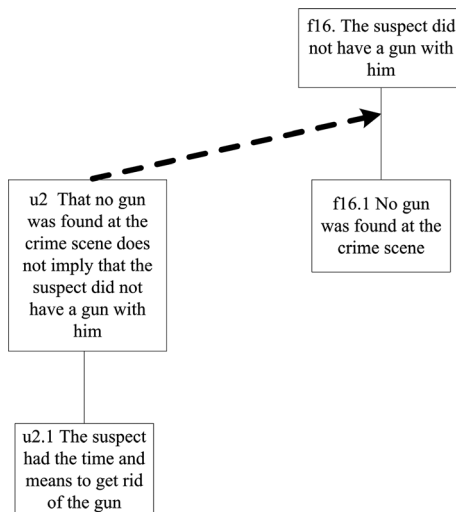 f16. The suspect did
not have a gun with
him
u2 That no gun
was found at the
crime scene does
not imply that the
suspect did not
have a gun with
him
f16.1 No gun
was found at the
crime scene
u2.1 The suspect
had the time and
means to get rid
of the gun